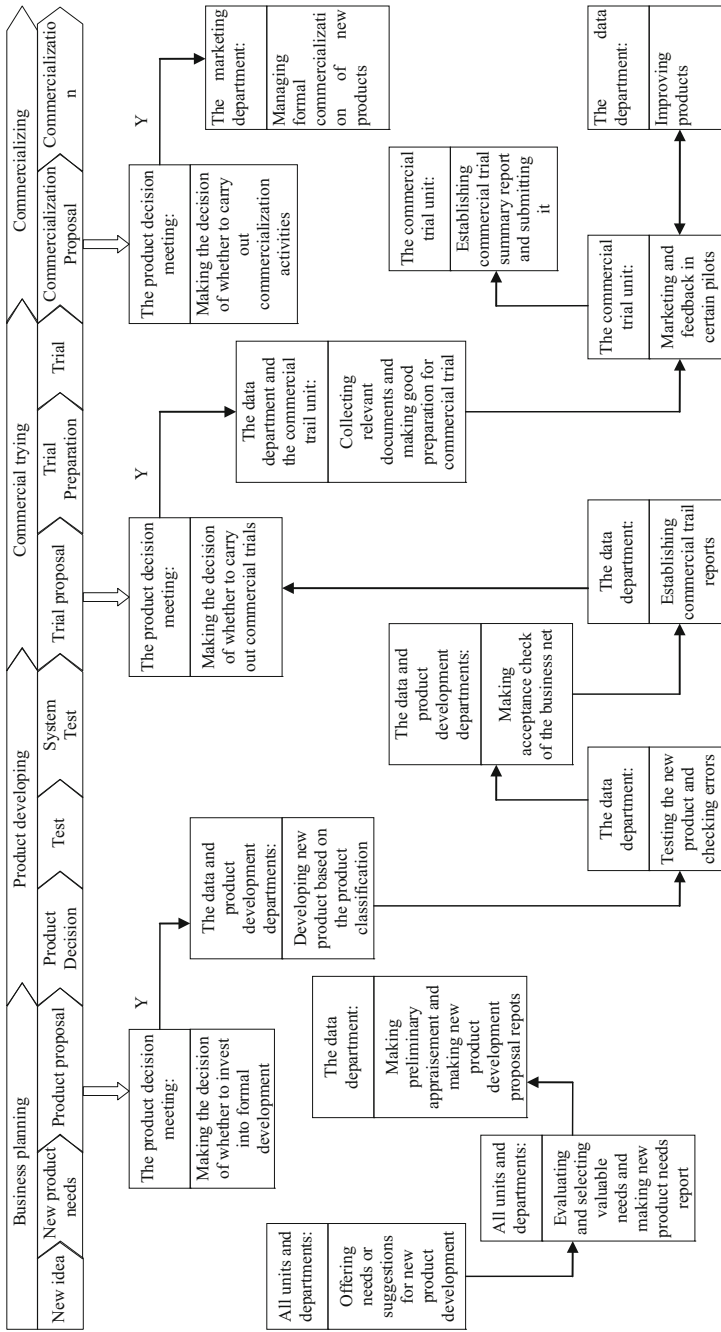 Business planning
Product developing
Commercial trying
Commercializing
New idea
New product
needs
Product proposal
Product
Decision
Test
System
Test
Trial proposal
Trial
Preparation
Trial
Commercialization
Proposal
Commercializatio
n
The product decision
meeting:
Making the decision
of whether to invest
into formal
development
Y
The product decision
meeting:
Making the decision
of whether to carry
out commercial trials
Y
The product decision
meeting:
Making the decision
of whether to carry
out
commercialization
activities
Y
The data and
product
development
departments:
Developing new
product based on
the product
classification
The data
department and
the commercial
trail unit:
Collecting
relevant
documents and
making good
preparation for
commercial trial
The marketing
department:
Managing
formal
commercializati
on of new
products
All units and
departments:
Offering
needs or
suggestions
for new
product
development
The data
department:
Making
preliminary
appraisement and
making new
product
development
proposal repots
The data and
product
development
departments:
Making
acceptance check
of the business net
The commercial
trial unit:
Establishing
commercial trial
summary report
and submitting
it
All units and
departments:
Evaluating
and selecting
valuable
needs and
making new
product needs
report
The data
department:
Testing the new
product and
checking errors
The data
department:
Establishing
commercial trail
reports
The commercial
trial unit:
Marketing and
feedback in
certain pilots
The data
department:
Improving
products